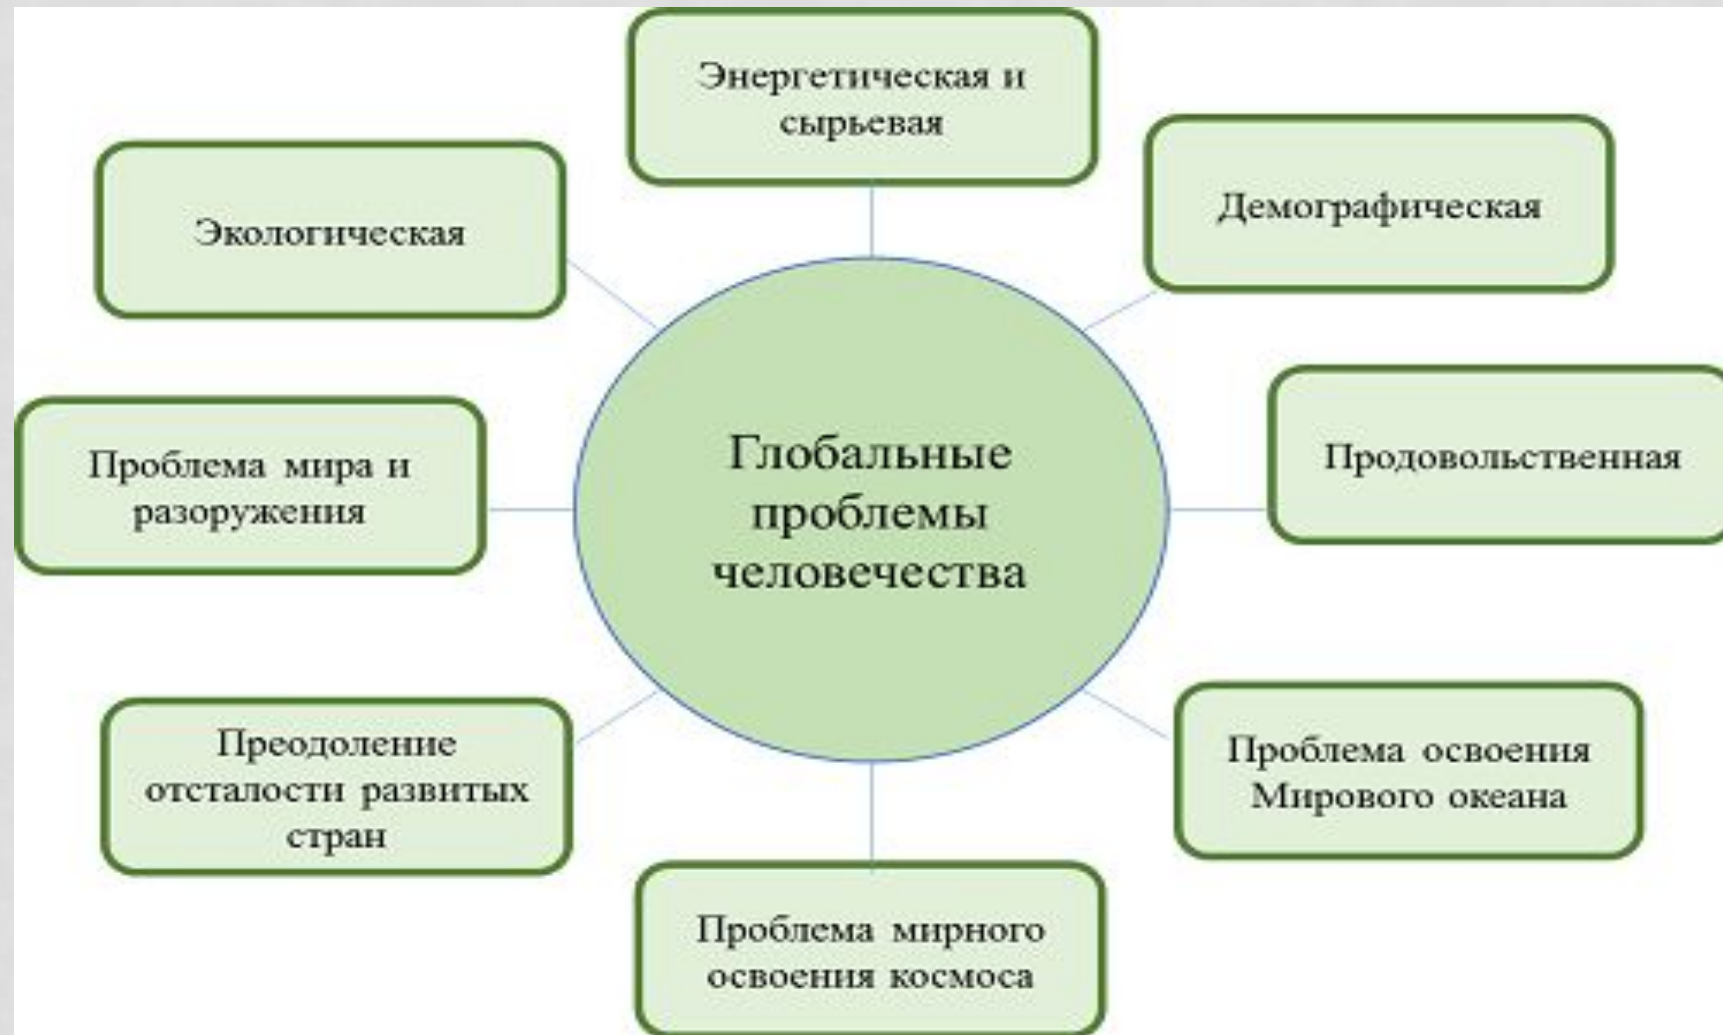 Энергетическая и
сырьевая
Экологическая
Демографическая
Проблема мира и
разоружения
Глобальные
проблемы
человечества
Продовольственная
Преодоление
отсталости развитых
стран
Проблема освоения
Мирового океана
Проблема мирного
освоения космоса